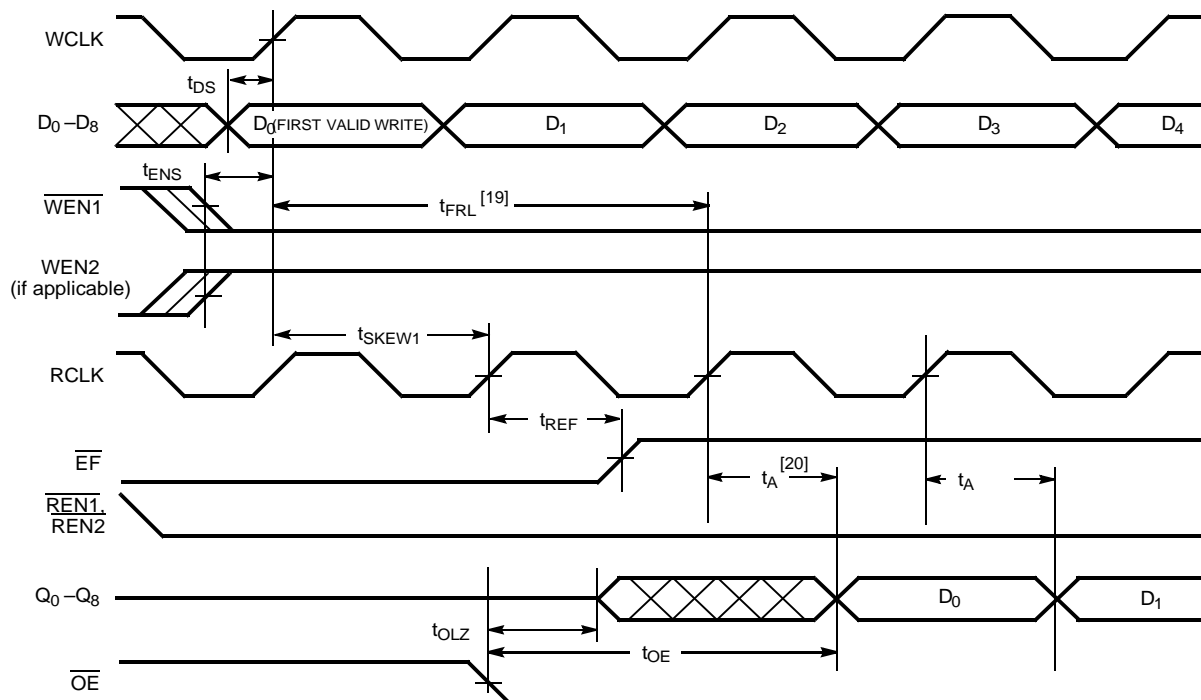 WCLK
tDS
D0–D8
D0(FIRST VALID WRITE)
D1
D2
D3
D4
tENS
WEN1
tFRL [19]
WEN2
(if applicable)
tSKEW1
RCLK
tREF
EF
tA [20]
tA
REN1,
REN2
Q0–Q8
D0
D1
tOLZ
tOE
OE